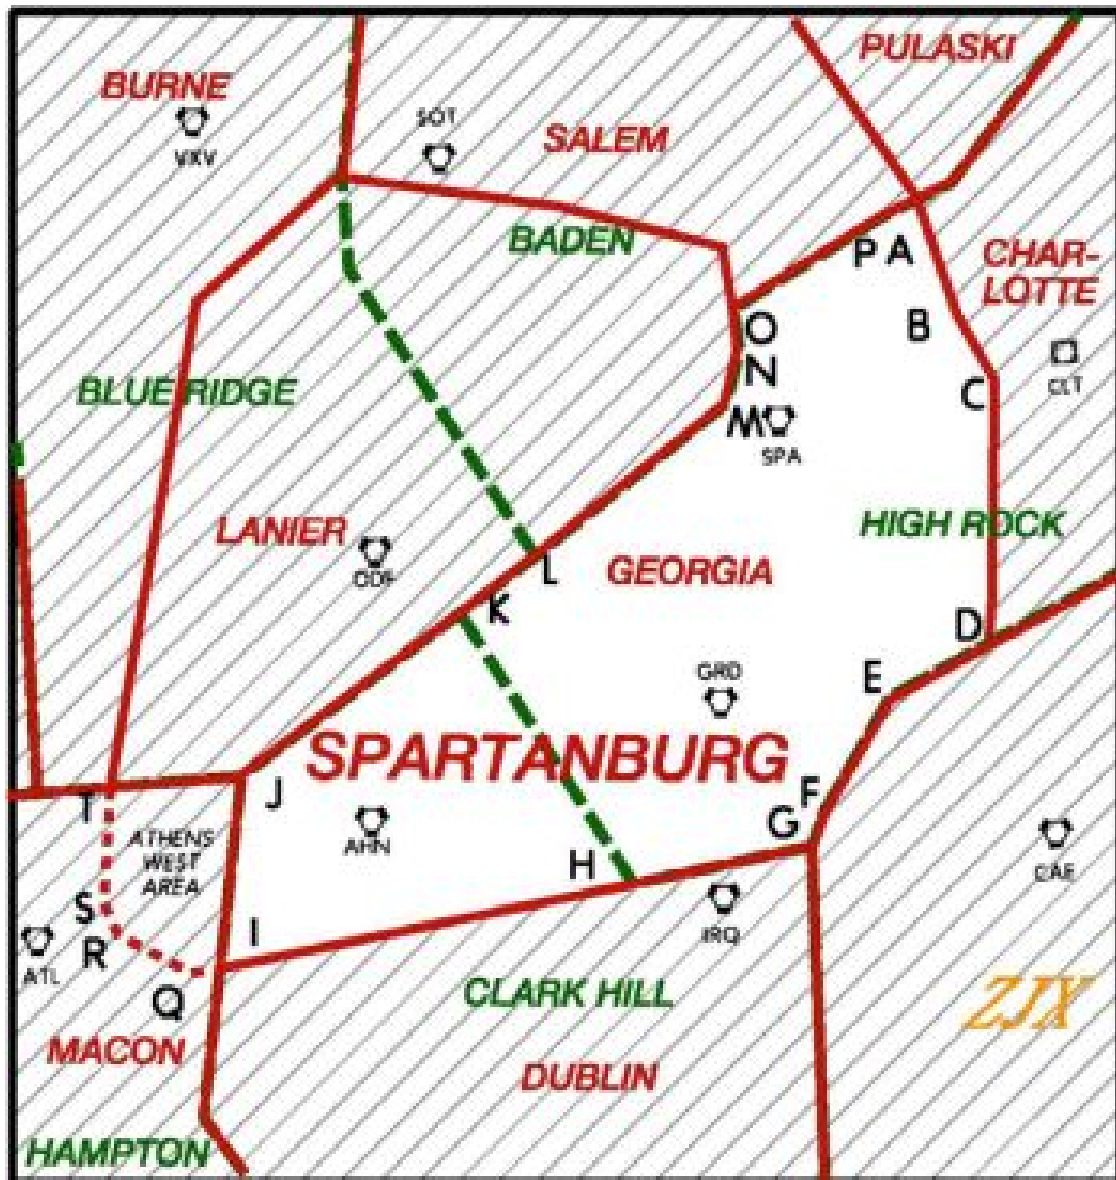 PULASKI
BURNE
VXV
SOT
SALEM
BADEN
P A
CHAR-
LOTTE
B
O
N
C
CLT
M
SPA
BLUE RIDGE
HIGH ROCK
LANIER
ODF
L
GEORGIA
K
D
E
GRD
SPARTANBURG
J
F
G
T
ATHENS
WEST
AREA
AHN
H
CAE
S
R
I
IRQ
ATL
Q
CLARK HILL
ZJX
MACON
DUBLIN
HAMPTON